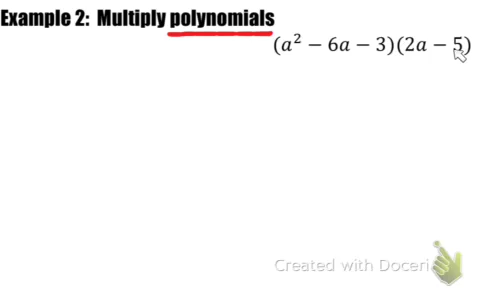 Example 2:  Multiply polynomials
(a² − 6a − 3)(2a − 5)
Created with Doceri